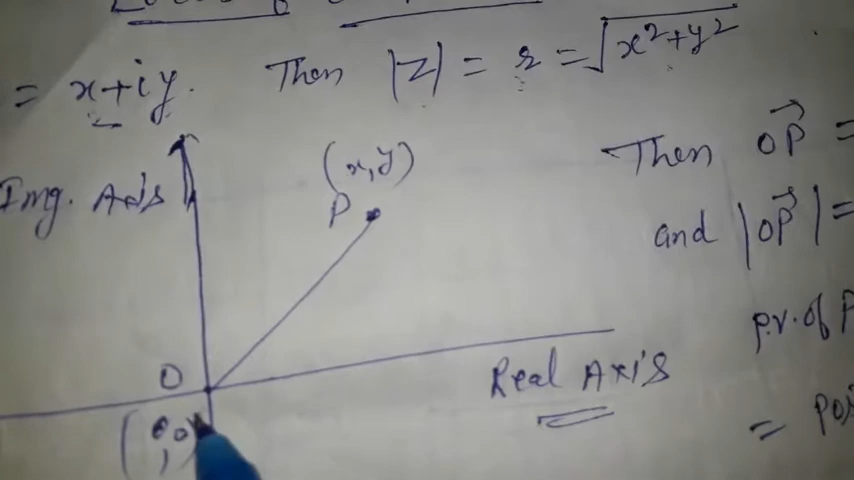 = x+iy. Then |Z| = r = √x²+y²
Then OP⃗ =
Img. Axis
(x,y)
P
and |OP⃗| =
p.v. of P
O
Real Axis
(0,0)
=